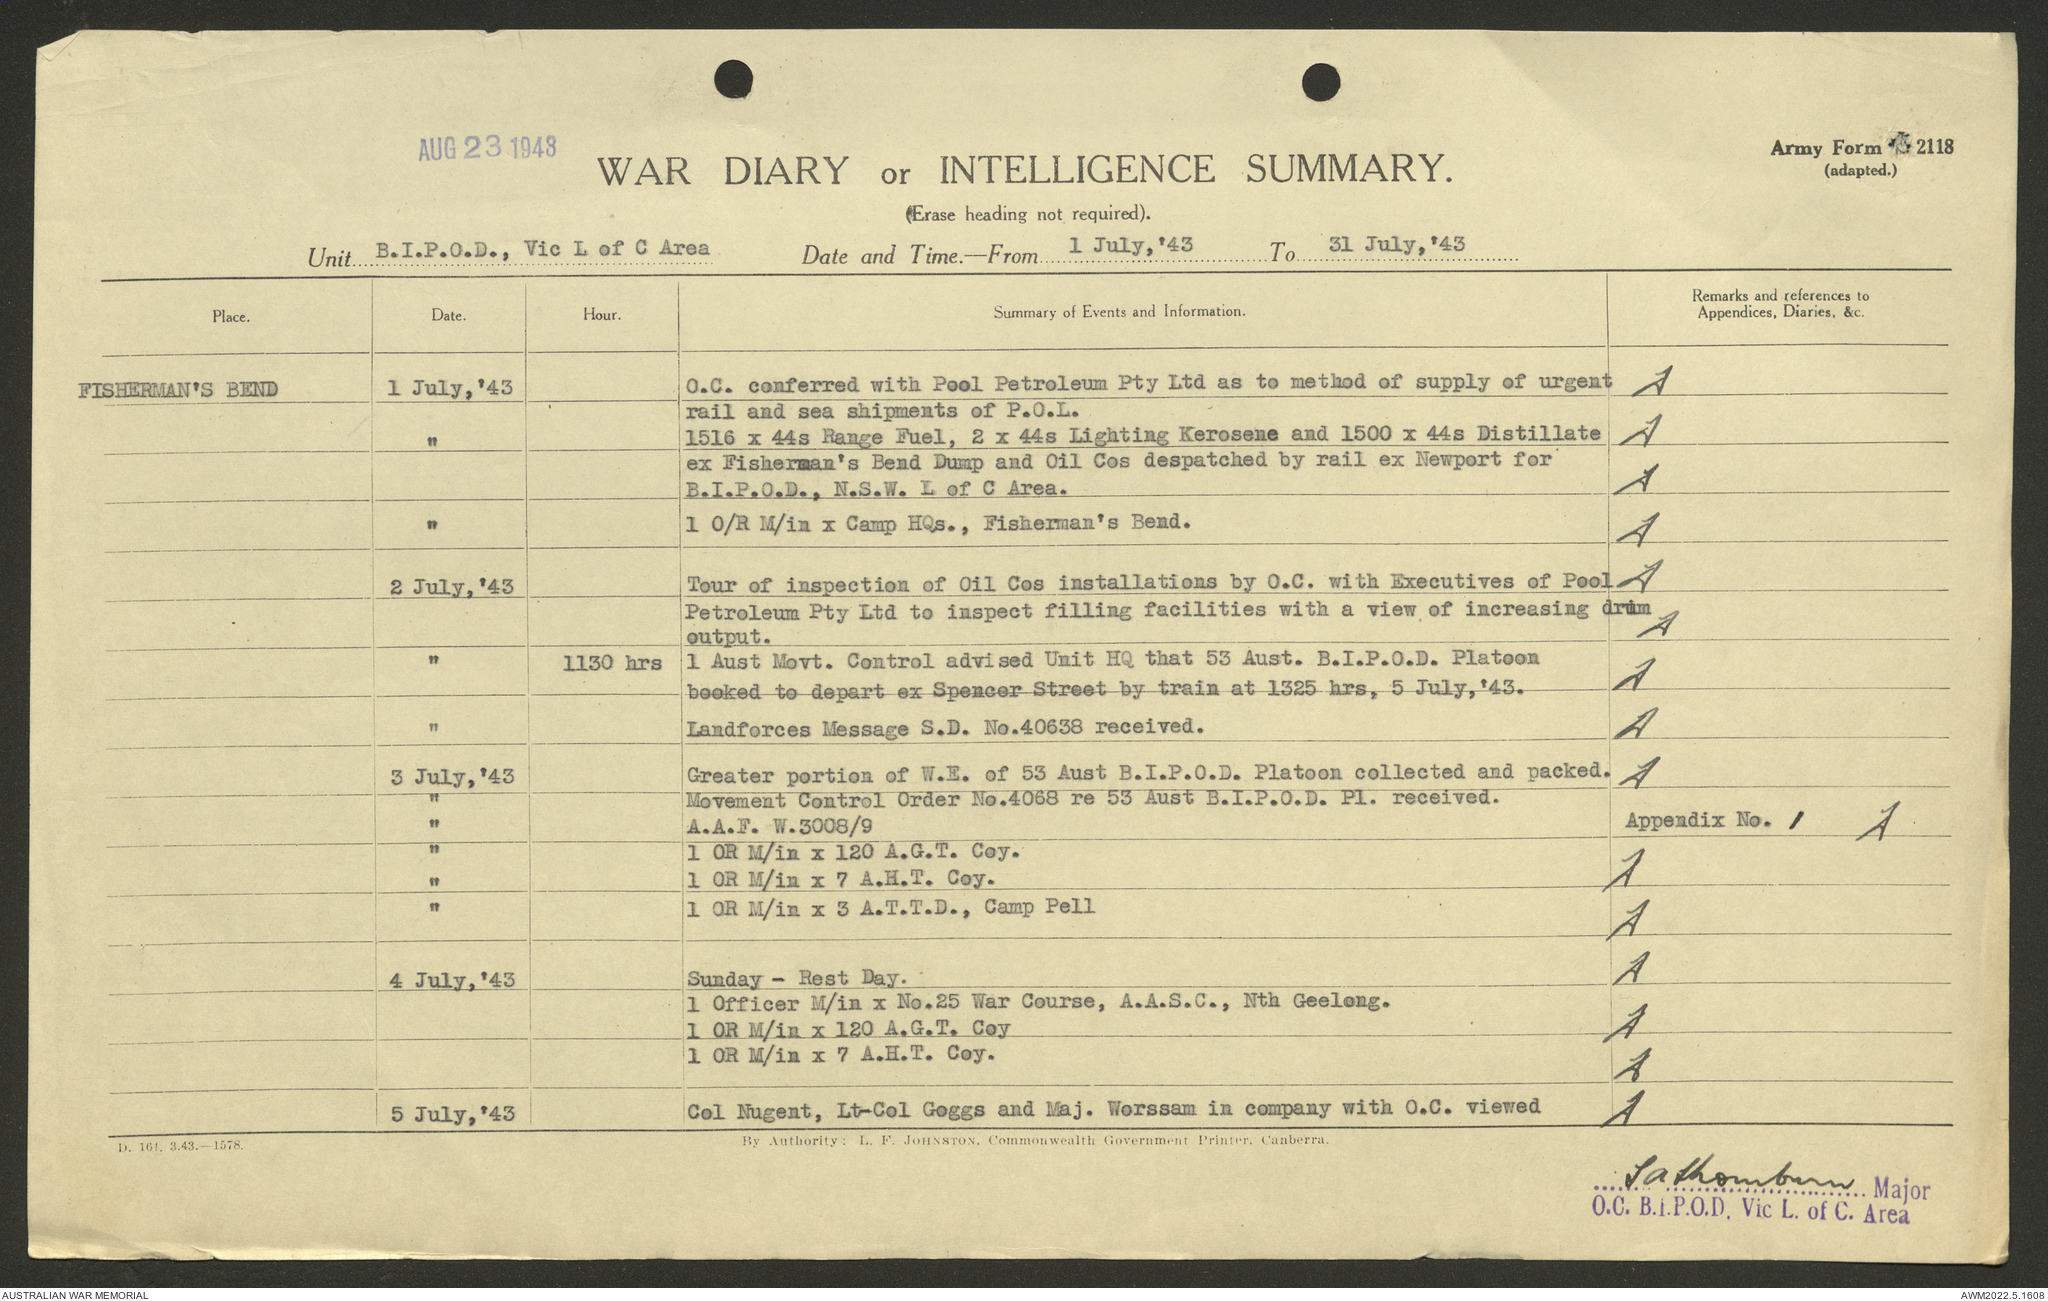 AUG 23 1943
Army Form 2118
(adapted.)
WAR DIARY or INTELLIGENCE SUMMARY.
(Erase heading not required).
Unit B.I.P.O.D., Vic L of C Area Date and Time.—From 1 July,'43 To 31 July,'43
Place. Date. Hour. Summary of Events and Information. Remarks and references to
Appendices, Diaries, &c.
FISHERMAN'S BEND 1 July,'43 O.C. conferred with Pool Petroleum Pty Ltd as to method of supply of urgent
rail and sea shipments of P.O.L.
" 1516 x 44s Range Fuel, 2 x 44s Lighting Kerosene and 1500 x 44s Distillate
ex Fisherman's Bend Dump and Oil Cos despatched by rail ex Newport for
B.I.P.O.D., N.S.W. L of C Area.
" 1 O/R M/in x Camp HQs., Fisherman's Bend.
2 July,'43 Tour of inspection of Oil Cos installations by O.C. with Executives of Pool
Petroleum Pty Ltd to inspect filling facilities with a view of increasing drum
output.
" 1130 hrs 1 Aust Movt. Control advised Unit HQ that 53 Aust. B.I.P.O.D. Platoon
booked to depart ex Spencer Street by train at 1325 hrs, 5 July,'43.
" Landforces Message S.D. No.40638 received.
3 July,'43 Greater portion of W.E. of 53 Aust B.I.P.O.D. Platoon collected and packed.
" Movement Control Order No.4068 re 53 Aust B.I.P.O.D. Pl. received.
" A.A.F. W.3008/9 Appendix No. 1
" 1 OR M/in x 120 A.G.T. Coy.
" 1 OR M/in x 7 A.H.T. Coy.
" 1 OR M/in x 3 A.T.T.D., Camp Pell
4 July,'43 Sunday - Rest Day.
1 Officer M/in x No.25 War Course, A.A.S.C., Nth Geelong.
1 OR M/in x 120 A.G.T. Coy
1 OR M/in x 7 A.H.T. Coy.
5 July,'43 Col Nugent, Lt-Col Goggs and Maj. Worssam in company with O.C. viewed
D. 161. 3.43.—1578. By Authority: L. F. JOHNSTON, Commonwealth Government Printer, Canberra.
Major
O.C. B.I.P.O.D, Vic L. of C. Area
AUSTRALIAN WAR MEMORIAL AWM2022.5.1608